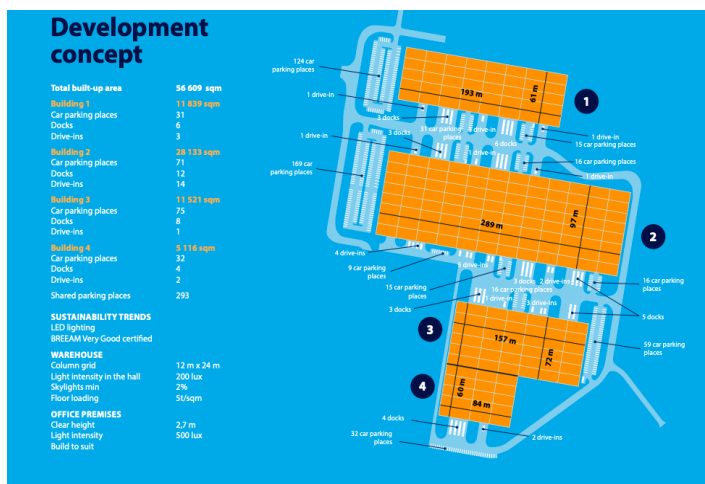 Development
concept
Total built-up area 56 609 sqm
Building 1 11 839 sqm
Car parking places 31
Docks 6
Drive-ins 3
Building 2 28 133 sqm
Car parking places 71
Docks 12
Drive-ins 14
Building 3 11 521 sqm
Car parking places 75
Docks 8
Drive-ins 1
Building 4 5 116 sqm
Car parking places 32
Docks 4
Drive-ins 2
Shared parking places 293
SUSTAINABILITY TRENDS
LED lighting
BREEAM Very Good certified
WAREHOUSE
Column grid 12 m x 24 m
Light intensity in the hall 200 lux
Skylights min 2%
Floor loading 5t/sqm
OFFICE PREMISES
Clear height 2,7 m
Light intensity 500 lux
Build to suit
124 car
parking places
1 drive-in
193 m
61 m
1
3 docks
31 car parking
places
drive-in
1 drive-in
15 car parking places
1 drive-in
3 docks
1 drive-in
6 docks
16 car parking places
1 drive-in
169 car
parking places
289 m
97 m
2
4 drive-ins
9 car parking
places
5 drive-ins
15 car parking
places
3 docks
2 drive-ins
16 car parking
places
16 car parking places
1 drive-in
3 drive-ins
3 docks
5 docks
3
157 m
72 m
59 car parking
places
4
60 m
84 m
4 docks
2 drive-ins
32 car parking
places